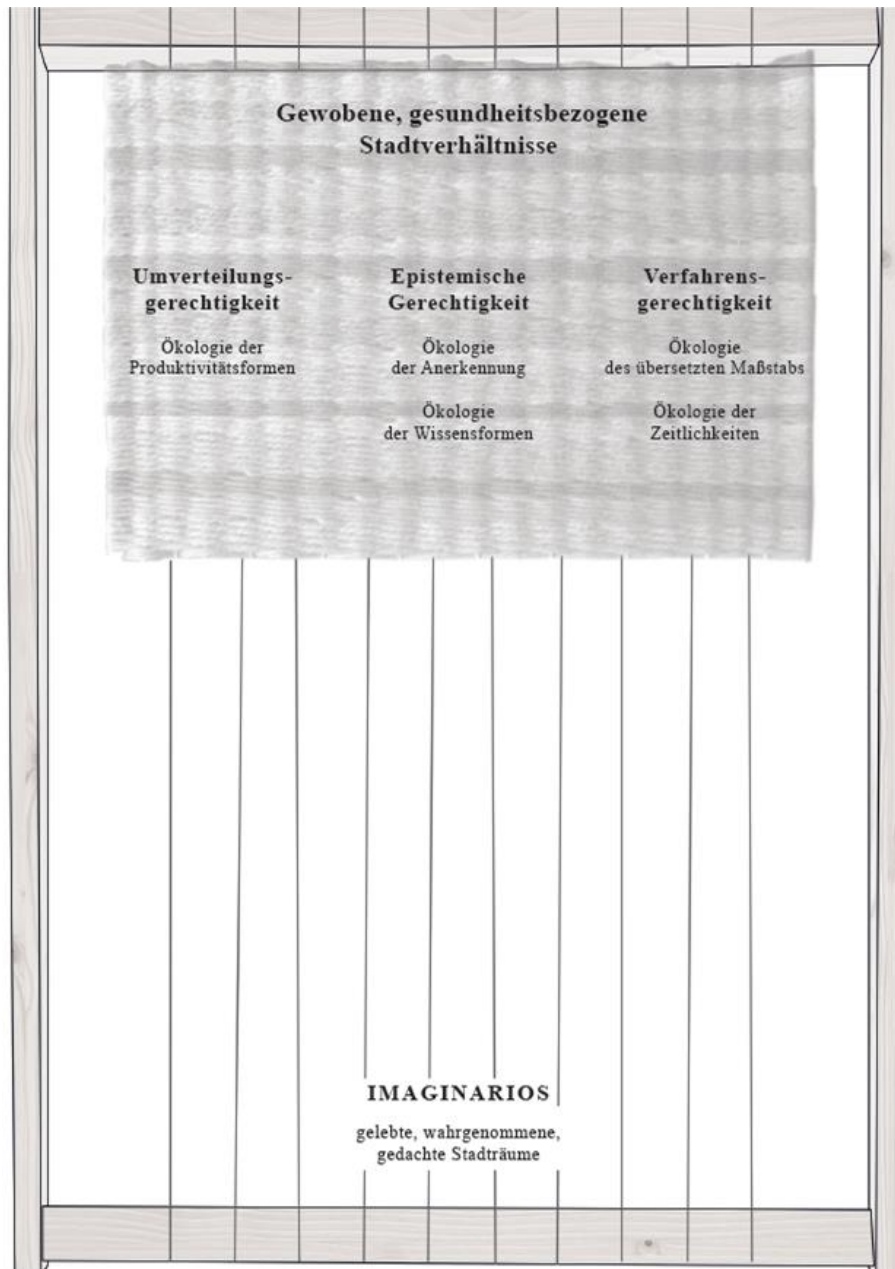 Gewobene, gesundheitsbezogene
Stadtverhältnisse
Umverteilungs-
gerechtigkeit
Ökologie der
Produktivitätsformen
Epistemische
Gerechtigkeit
Ökologie
der Anerkennung
Ökologie
der Wissensformen
Verfahrens-
gerechtigkeit
Ökologie
des übersetzten Maßstabs
Ökologie der
Zeitlichkeiten
IMAGINARIOS
gelebte, wahrgenommene,
gedachte Stadträume